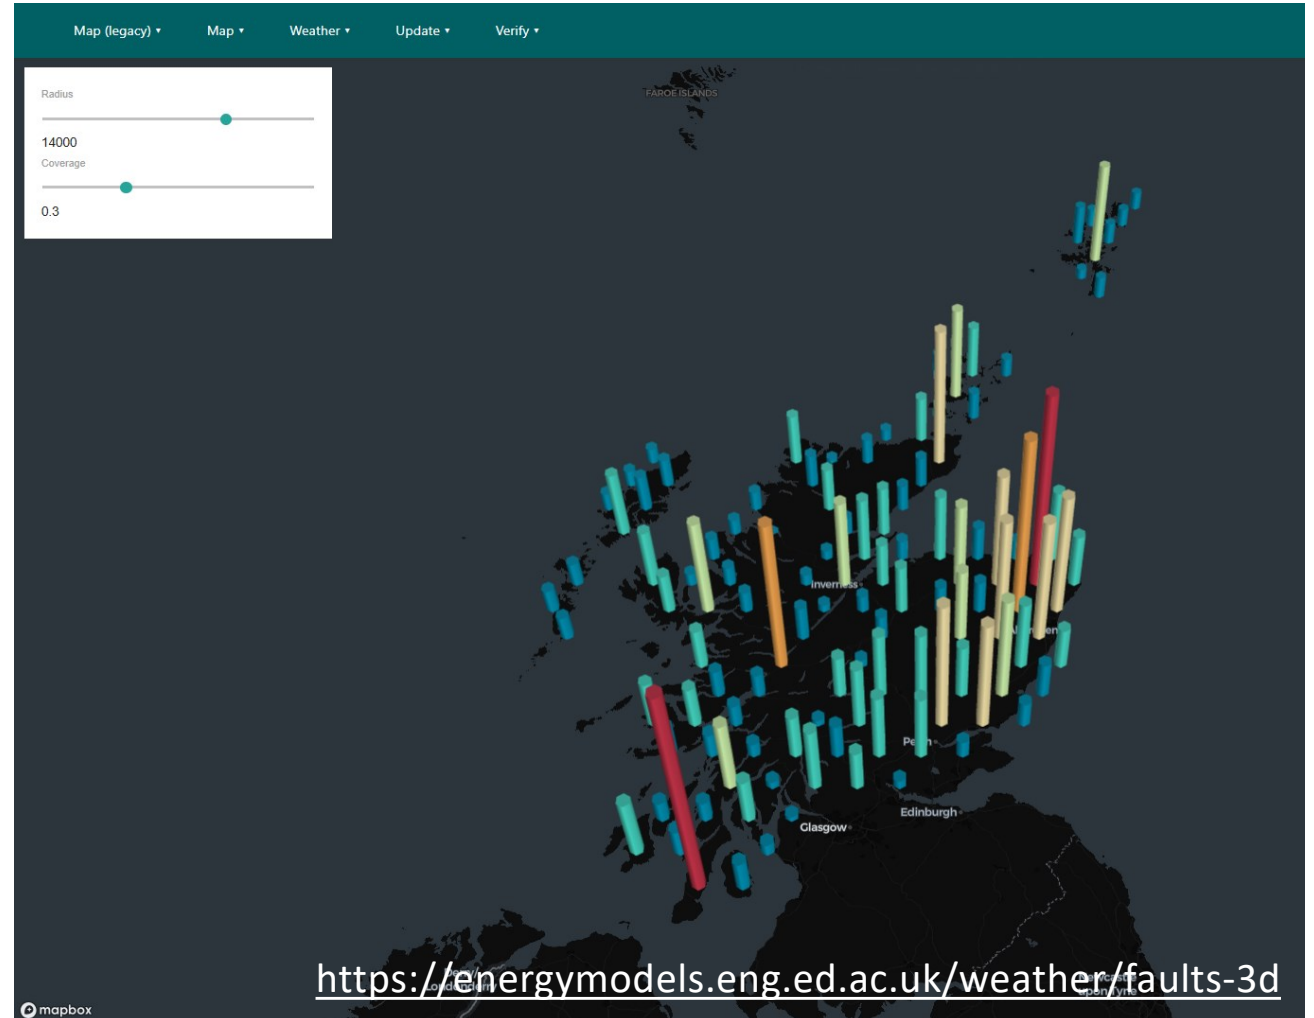 Map (legacy) ▾ Map ▾ Weather ▾ Update ▾ Verify ▾
Radius
14000
Coverage
0.3
FAROE ISLANDS
Inverness
Edinburgh
Glasgow
https://energymodels.eng.ed.ac.uk/weather/faults-3d
mapbox